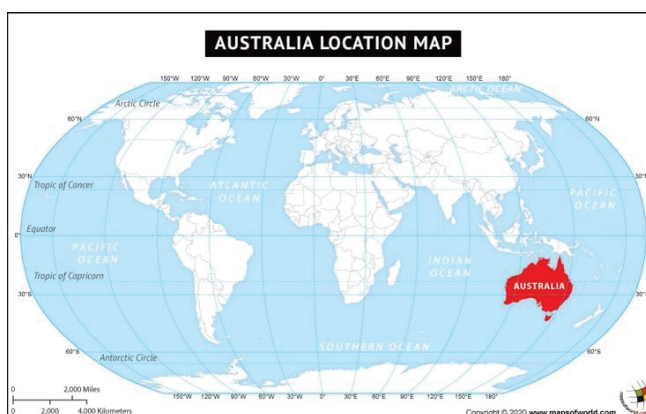 AUSTRALIA LOCATION MAP
150°W 120°W 90°W 60°W 30°W 0° 30°E 60°E 90°E 120°E 150°E 180°
ARCTIC OCEAN
Arctic Circle
60°N 60°N
30°N 30°N
Tropic of Cancer
ATLANTIC
OCEAN
PACIFIC
OCEAN
Equator
0° 0°
PACIFIC
OCEAN
INDIAN
OCEAN
Tropic of Capricorn
AUSTRALIA
30°S 30°S
SOUTHERN OCEAN
60°S 60°S
Antarctic Circle
150°W 120°W 90°W 60°W 30°W 0° 30°E 60°E 90°E 120°E 150°E 180°
0 2,000 Miles
0 2,000 4,000 Kilometers
Copyright © 2020 www.mapsofworld.com